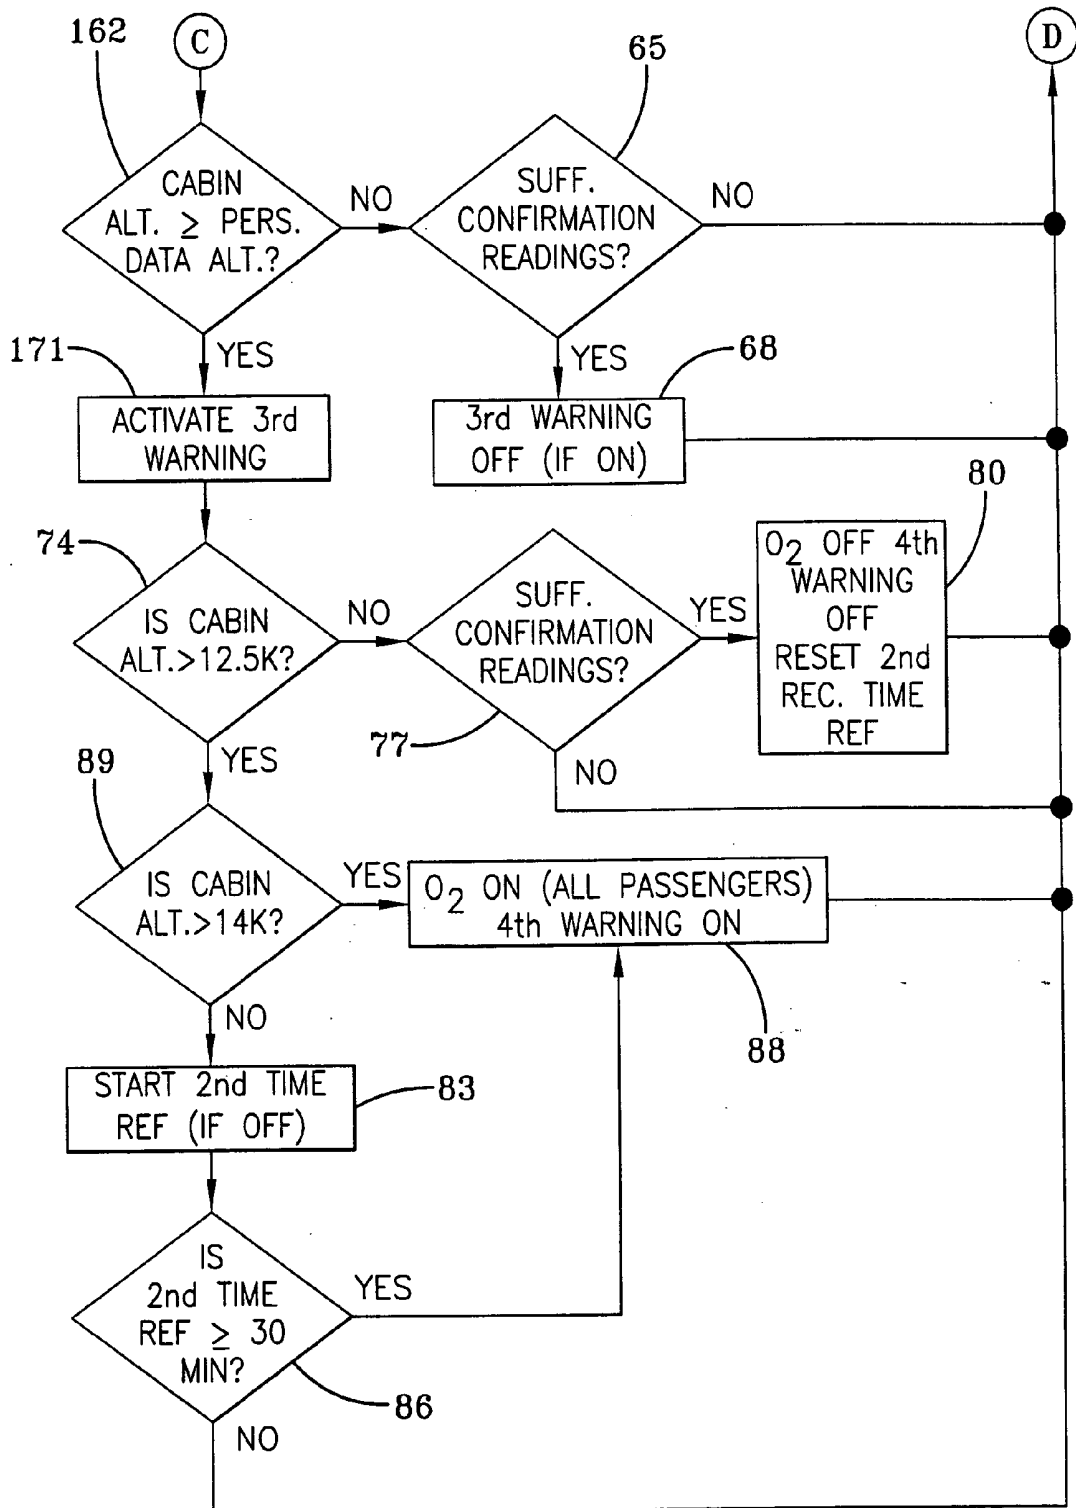 162
C
D
65
CABIN
ALT. ≥ PERS.
DATA ALT.?
NO
SUFF.
CONFIRMATION
READINGS?
NO
171
YES
YES
68
ACTIVATE 3rd
WARNING
3rd WARNING
OFF (IF ON)
80
74
IS CABIN
ALT.>12.5K?
NO
SUFF.
CONFIRMATION
READINGS?
YES
O2 OFF 4th
WARNING
OFF
RESET 2nd
REC. TIME
REF
77
89
YES
NO
IS CABIN
ALT.>14K?
YES
O2 ON (ALL PASSENGERS)
4th WARNING ON
NO
88
START 2nd TIME
REF (IF OFF)
83
IS
2nd TIME
REF ≥ 30
MIN?
YES
86
NO